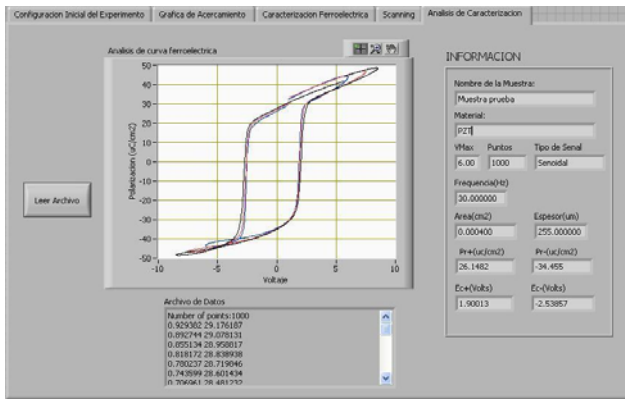 Configuracion Inicial del Experimento Grafica de Acercamiento Caracterizacion Ferroelectrica Scanning Analisis de Caracterizacion
Analisis de curva ferroelectrica
Polarizacion (uC/cm2)
50
40
30
20
10
0
-10
-20
-30
-40
-50
-10 -5 0 5 10
Voltaje
Leer Archivo
Archivo de Datos
Number of points:1000
0.929382 29.176187
0.892744 29.078131
0.855134 28.958817
0.818172 28.838938
0.780237 28.719046
0.743599 28.601434
0.706961 28.481232
INFORMACION
Nombre de la Muestra:
Muestra prueba
Material:
PZT
VMax Puntos Tipo de Senal
6.00 1000 Senoidal
Frequencia(Hz)
30.000000
Area(cm2) Espesor(um)
0.000400 255.000000
Pr+(uc/cm2) Pr-(uc/cm2)
26.1482 -34.455
Ec+(Volts) Ec-(Volts)
1.90013 -2.53857